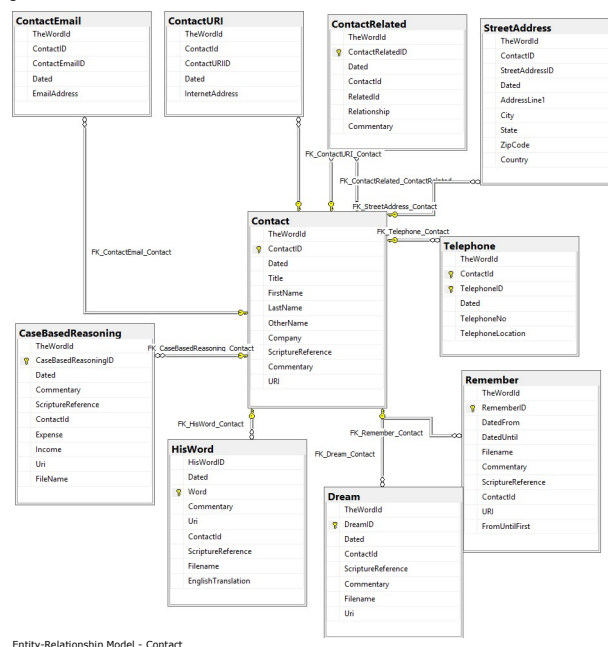 ContactEmail
TheWordId
ContactID
ContactEmailID
Dated
EmailAddress
ContactURI
TheWordId
ContactId
ContactURIID
Dated
InternetAddress
ContactRelated
TheWordId
ContactRelatedID
Dated
ContactId
RelatedId
Relationship
Commentary
StreetAddress
TheWordId
ContactID
StreetAddressID
Dated
AddressLine1
City
State
ZipCode
Country
FK_ContactURI_Contact
FK_ContactRelated_ContactRelated
FK_StreetAddress_Contact
FK_Telephone_Contact
FK_ContactEmail_Contact
Contact
TheWordId
ContactID
Dated
Title
FirstName
LastName
OtherName
Company
ScriptureReference
Commentary
URI
Telephone
TheWordId
ContactId
TelephoneID
Dated
TelephoneNo
TelephoneLocation
CaseBasedReasoning
TheWordId
CaseBasedReasoningID
Dated
Commentary
ScriptureReference
ContactId
Expense
Income
Uri
FileName
FK_CaseBasedReasoning_Contact
FK_HisWord_Contact
FK_Remember_Contact
FK_Dream_Contact
HisWord
HisWordID
Dated
Word
Commentary
Uri
ContactId
ScriptureReference
Filename
EnglishTranslation
Dream
TheWordId
DreamID
Dated
ContactId
ScriptureReference
Commentary
Filename
Uri
Remember
TheWordId
RememberID
DatedFrom
DatedUntil
Filename
Commentary
ScriptureReference
ContactId
URI
FromUntilFirst
Entity-Relationship Model - Contact